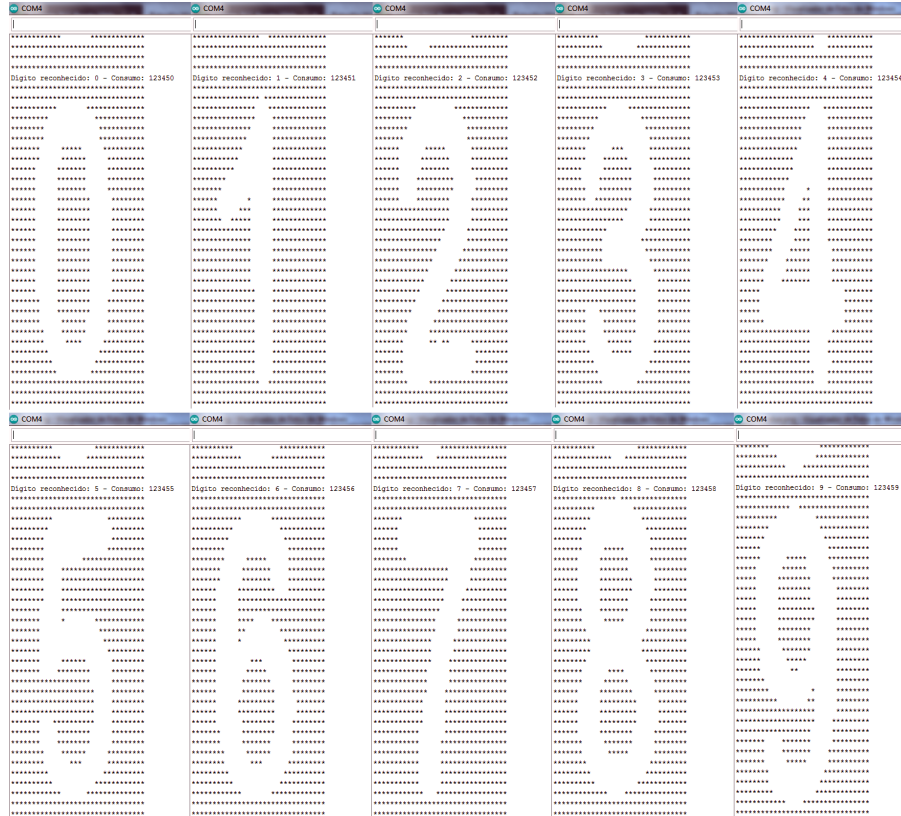 COM4
COM4
COM4
COM4
COM4
Digito reconhecido: 0 - Consumo: 123450
Digito reconhecido: 1 - Consumo: 123451
Digito reconhecido: 2 - Consumo: 123452
Digito reconhecido: 3 - Consumo: 123453
Digito reconhecido: 4 - Consumo: 123454
COM4
COM4
COM4
COM4
COM4
Digito reconhecido: 5 - Consumo: 123455
Digito reconhecido: 6 - Consumo: 123456
Digito reconhecido: 7 - Consumo: 123457
Digito reconhecido: 8 - Consumo: 123458
Digito reconhecido: 9 - Consumo: 123459